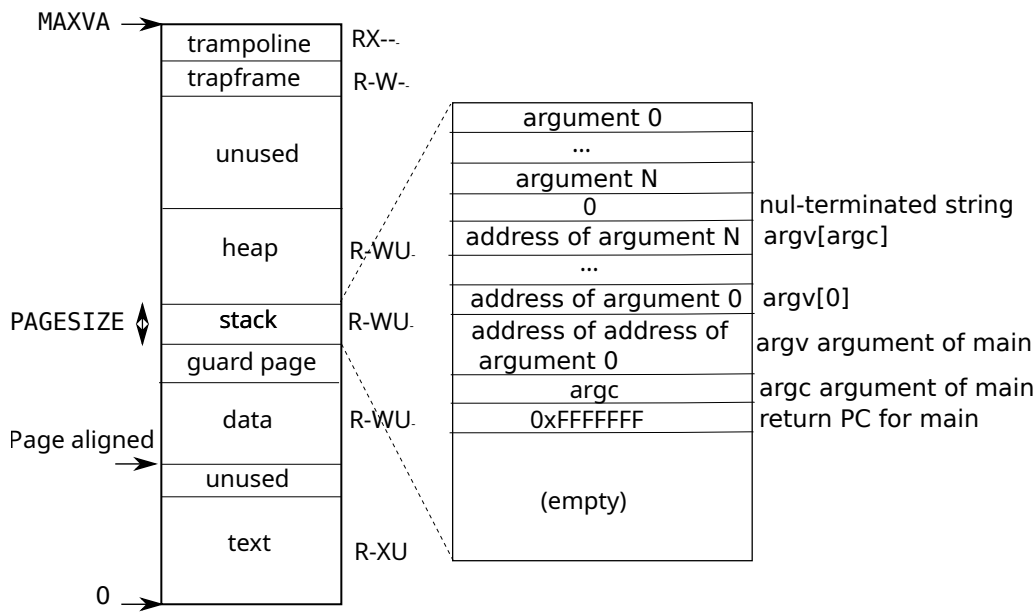 MAXVA
trampoline RX--
trapframe R-W--
unused
heap R-WU
PAGESIZE stack R-WU
guard page
data R-WU
Page aligned
unused
text R-XU
0
argument 0
...
argument N
0 nul-terminated string
address of argument N argv[argc]
...
address of argument 0 argv[0]
address of address of
argument 0 argv argument of main
argc argc argument of main
0xFFFFFFF return PC for main
(empty)